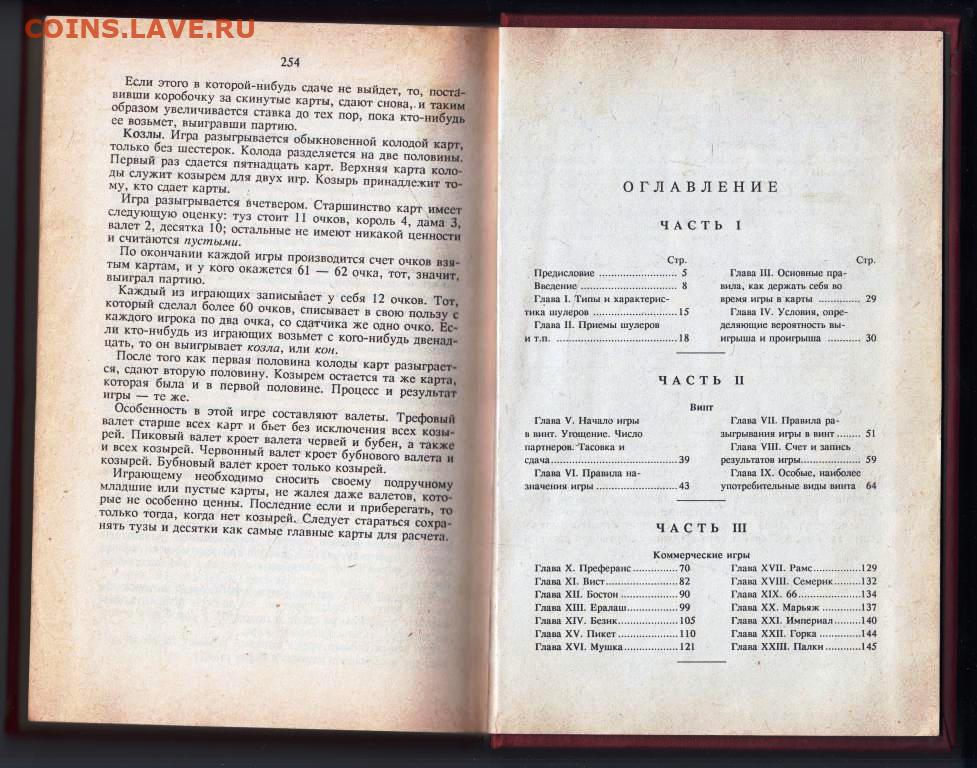 COINS.LAVE.RU
254
Если этого в которой-нибудь сдаче не выйдет, то, поста-
вивши коробочку за скинутые карты, сдают снова, и таким
образом увеличивается ставка до тех пор, пока кто-нибудь
ее возьмет, выигравши партию.
Козлы. Игра разыгрывается обыкновенной колодой карт,
только без шестерок. Колода разделяется на две половины.
Первый раз сдается пятнадцать карт. Верхняя карта коло-
ды служит козырем для двух игр. Козырь принадлежит то-
му, кто сдает карты.
Игра разыгрывается вчетвером. Старшинство карт имеет
следующую оценку: туз стоит 11 очков, король 4, дама 3,
валет 2, десятка 10; остальные не имеют никакой ценности
и считаются пустыми.
По окончании каждой игры производится счет очков взя-
тым картам, и у кого окажется 61 — 62 очка, тот, значит,
выиграл партию.
Каждый из играющих записывает у себя 12 очков. Тот,
который сделал более 60 очков, списывает в свою пользу с
каждого игрока по два очка, со сдатчика же одно очко. Ес-
ли кто-нибудь из играющих возьмет с кого-нибудь двенад-
цать, то он выигрывает козла, или кон.
После того как первая половина колоды карт разыграет-
ся, сдают вторую половину. Козырем остается та же карта,
которая была и в первой половине. Процесс и результат
игры — те же.
Особенность в этой игре составляют валеты. Трефовый
валет старше всех карт и бьет без исключения всех козы-
рей. Пиковый валет кроет валета червей и бубен, а также
и всех козырей. Червонный валет кроет бубнового валета и
козырей. Бубновый валет кроет только козырей.
Играющему необходимо сносить своему подручному
младшие или пустые карты, не жалея даже валетов, кото-
рые не особенно ценны. Последние если и приберегать, то
только тогда, когда нет козырей. Следует стараться сохра-
нять тузы и десятки как самые главные карты для расчета.
ОГЛАВЛЕНИЕ
ЧАСТЬ I
Стр.
Предисловие ..................... 5
Введение ......................... 8
Глава I. Типы и характерис-
тика шулеров ......................15
Глава II. Приемы шулеров
и т.п. ...............................18
Стр.
Глава III. Основные пра-
вила, как держать себя во
время игры в карты ............. 29
Глава IV. Условия, опре-
деляющие вероятность вы-
игрыша и проигрыша .......... 30
ЧАСТЬ II
Винт
Глава V. Начало игры
в винт. Угощение. Число
партнеров. Тасовка и
сдача................................39
Глава VI. Правила на-
значения игры ....................43
Глава VII. Правила ра-
зыгрывания игры в винт ....... 51
Глава VIII. Счет и запись
результатов игры..................59
Глава IX. Особые, наиболее
употребительные виды винта 64
ЧАСТЬ III
Коммерческие игры
Глава X. Преферанс.............70
Глава XI. Вист....................82
Глава XII. Бостон ................90
Глава XIII. Ералаш..............99
Глава XIV. Безик................105
Глава XV. Пикет.................110
Глава XVI. Мушка...............121
Глава XVII. Рамс................129
Глава XVIII. Семерик...........132
Глава XIX. 66....................134
Глава XX. Марьяж .............137
Глава XXI. Империал...........140
Глава XXII. Горка ..............144
Глава XXIII. Палки.............145